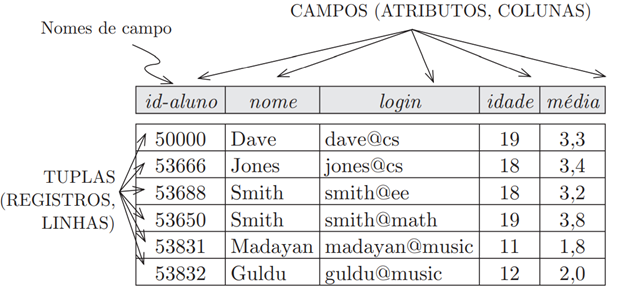 CAMPOS (ATRIBUTOS, COLUNAS)
Nomes de campo
id-aluno nome login idade média
50000 Dave dave@cs 19 3,3
53666 Jones jones@cs 18 3,4
53688 Smith smith@ee 18 3,2
53650 Smith smith@math 19 3,8
53831 Madayan madayan@music 11 1,8
53832 Guldu guldu@music 12 2,0
TUPLAS
(REGISTROS,
LINHAS)